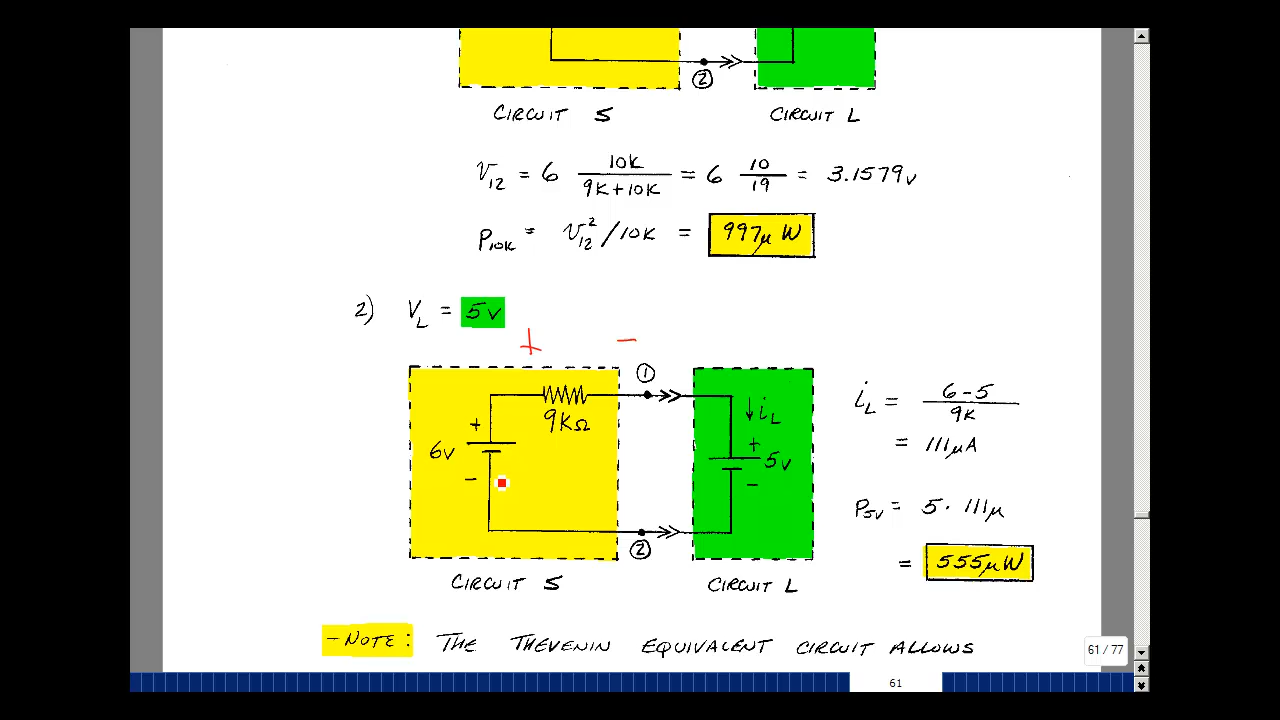 ②
CIRCUIT S CIRCUIT L
V12 = 6 10K / 9K+10K = 6 10 / 19 = 3.1579V
P10K = V12² / 10K = 997μW
2) VL = 5V
+ −
①
9KΩ
+ 6V −
↓ iL
+ 5V −
②
CIRCUIT S CIRCUIT L
iL = 6-5 / 9K
= 111μA
P5V = 5 · 111μ
= 555μW
- NOTE: THE THEVENIN EQUIVALENT CIRCUIT ALLOWS
61 / 77
61